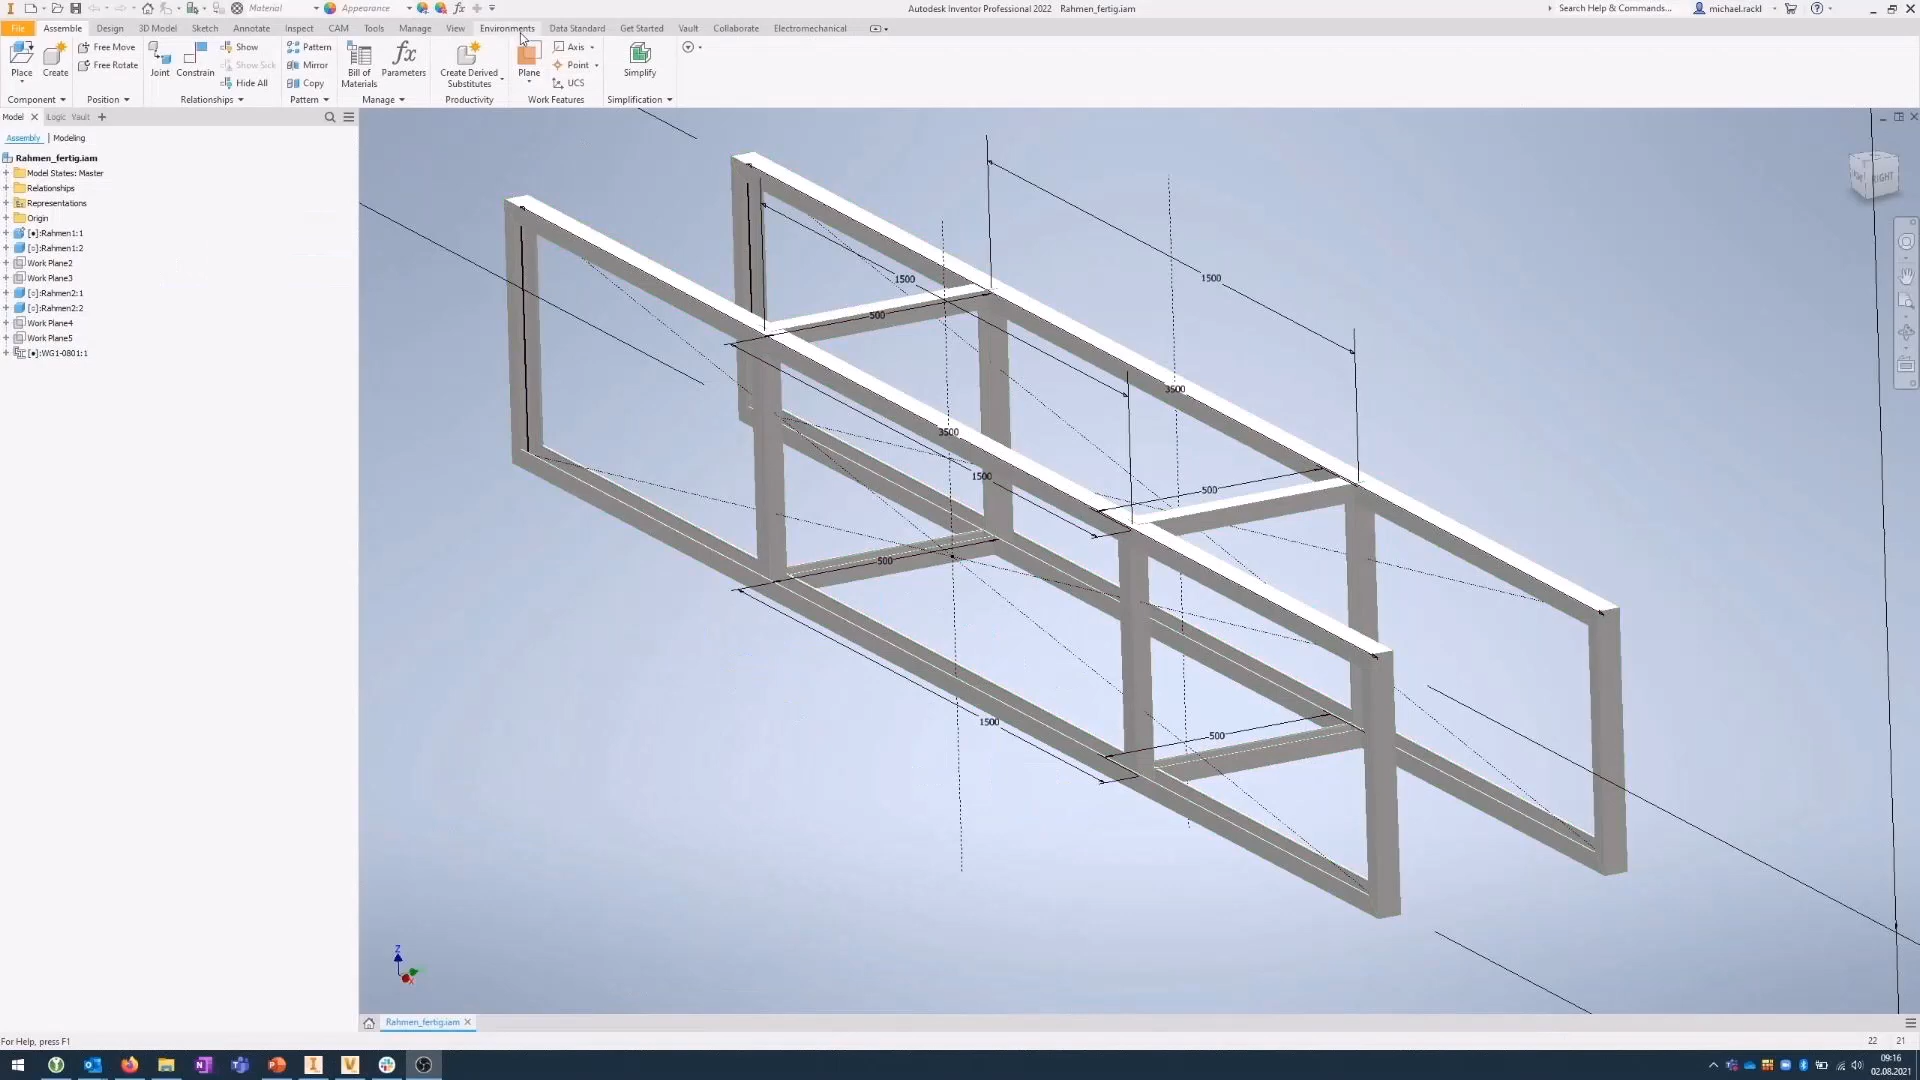 Material
Appearance
Autodesk Inventor Professional 2022 Rahmen_fertig.iam
Search Help & Commands...
michael.rackl
File Assemble Design 3D Model Sketch Annotate Inspect CAM Tools Manage View Environments Data Standard Get Started Vault Collaborate Electromechanical
Place
Create
Free Move
Free Rotate
Joint
Constrain
Show
Show Sick
Hide All
Pattern
Mirror
Copy
Bill of
Materials
Parameters
Create Derived
Substitutes
Plane
Axis
Point
UCS
Simplify
Component Position Relationships Pattern Manage Productivity Work Features Simplification
Model Logic Vault
Assembly | Modeling
Rahmen_fertig.iam
Model States: Master
Relationships
Representations
Origin
[●]:Rahmen1:1
[○]:Rahmen1:2
Work Plane2
Work Plane3
[○]:Rahmen2:1
[○]:Rahmen2:2
Work Plane4
Work Plane5
[●]:WG1-0801:1
RIGHT
1500
1500
500
3500
3500
1500
500
500
1500
500
Z
X
Rahmen_fertig.iam
For Help, press F1
22 21
09:16
02.08.2021